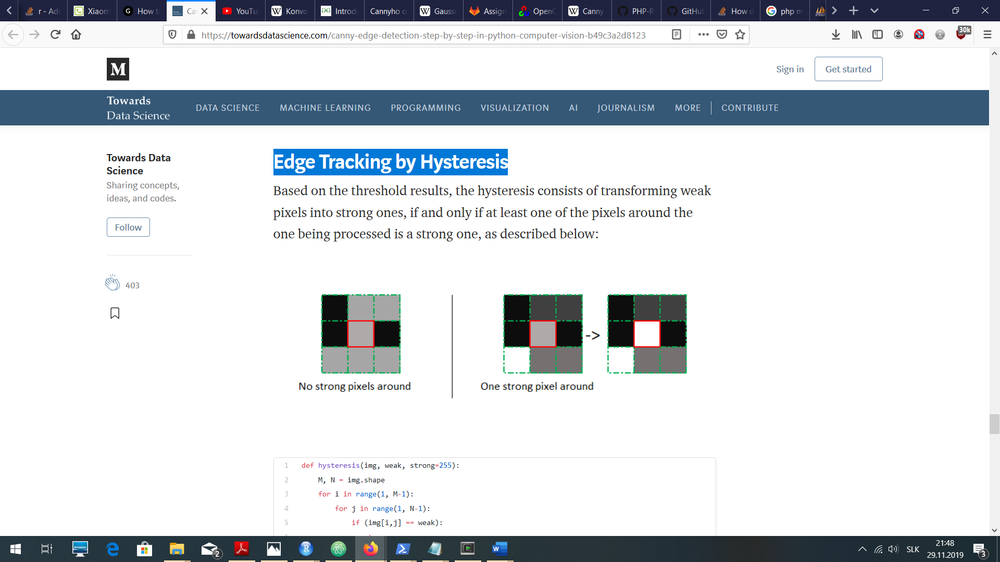 r - Ad
Xiaom
How t
Ca
YouTu
Konvo
Introd
Cannyho o
Gauss
Assign
OpenC
Canny
PHP-R
GitHu
How d
php m
https://towardsdatascience.com/canny-edge-detection-step-by-step-in-python-computer-vision-b49c3a2d8123
30k
M
Sign in
Get started
Towards
Data Science
DATA SCIENCE
MACHINE LEARNING
PROGRAMMING
VISUALIZATION
AI
JOURNALISM
MORE
CONTRIBUTE
Towards Data
Science
Sharing concepts,
ideas, and codes.
Follow
403
Edge Tracking by Hysteresis
Based on the threshold results, the hysteresis consists of transforming weak
pixels into strong ones, if and only if at least one of the pixels around the
one being processed is a strong one, as described below:
->
No strong pixels around
One strong pixel around
1 def hysteresis(img, weak, strong=255):
2 M, N = img.shape
3 for i in range(1, M-1):
4 for j in range(1, N-1):
5 if (img[i,j] == weak):
2
SLK
21:48
29.11.2019
3